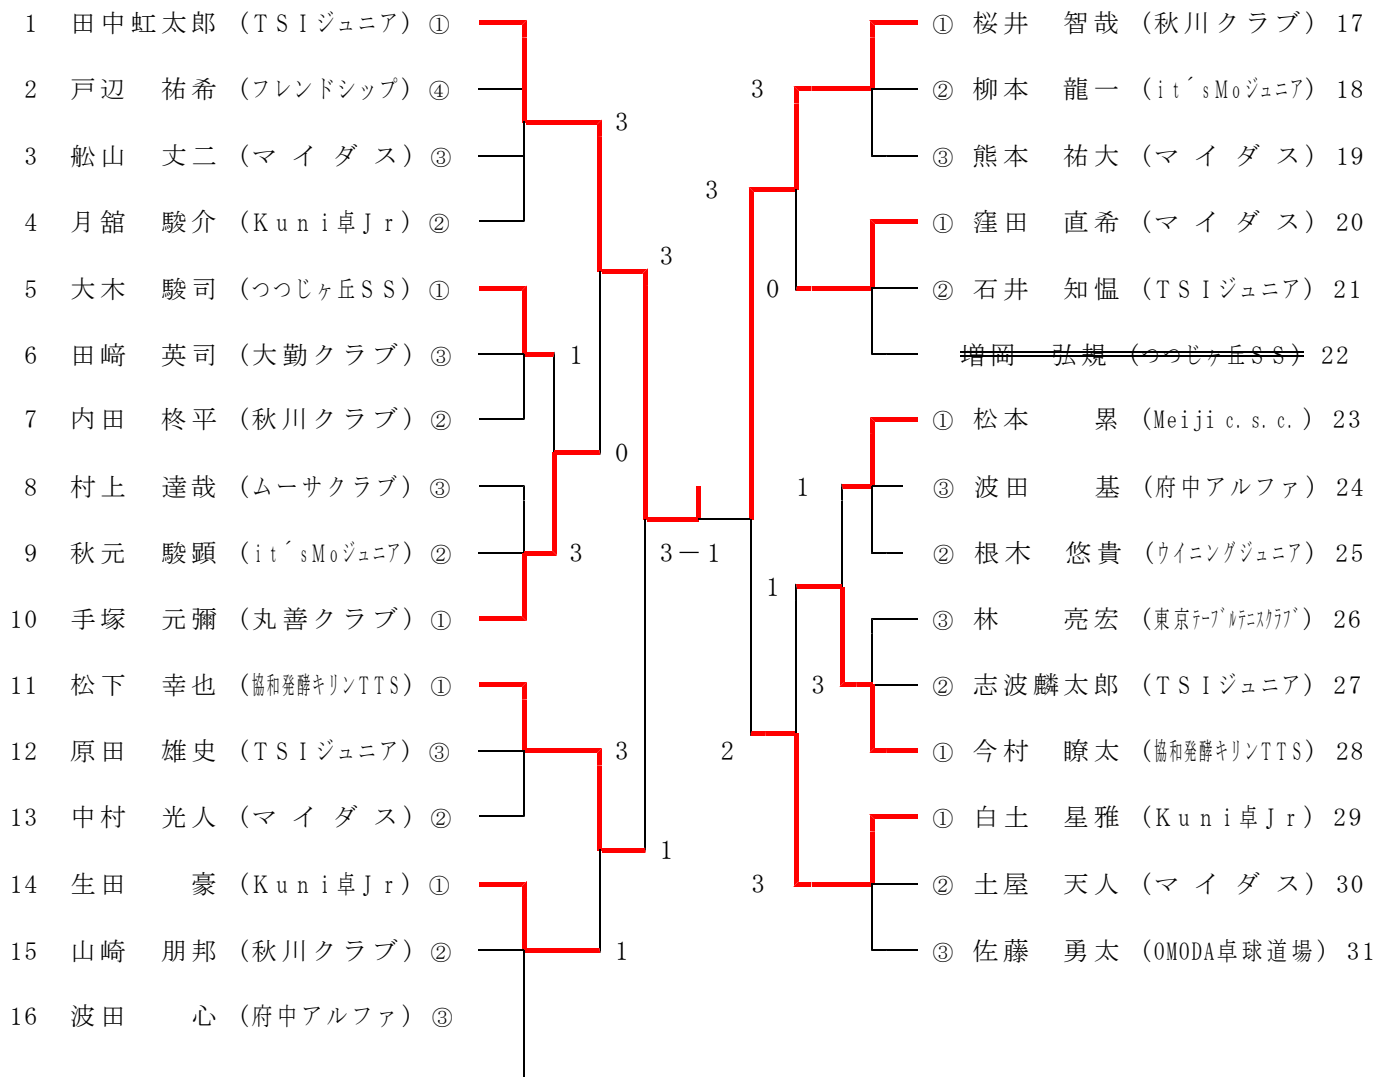 1 田中虹太郎 (TSIジュニア) ①
2 戸辺 祐希 (フレンドシップ) ④
3 舩山 丈二 (マイダス) ③
4 月舘 駿介 (Kuni卓Jr) ②
5 大木 駿司 (つつじヶ丘SS) ①
6 田﨑 英司 (大勤クラブ) ③
7 内田 柊平 (秋川クラブ) ②
8 村上 達哉 (ムーサクラブ) ③
9 秋元 駿顕 (it´sMoジュニア) ②
10 手塚 元彌 (丸善クラブ) ①
11 松下 幸也 (協和発酵キリンTTS) ①
12 原田 雄史 (TSIジュニア) ③
13 中村 光人 (マイダス) ②
14 生田 豪 (Kuni卓Jr) ①
15 山崎 朋邦 (秋川クラブ) ②
16 波田 心 (府中アルファ) ③
3
3
1
0
3
3
1
1
3－1
3
3
0
1
1
3
2
3
① 桜井 智哉 (秋川クラブ) 17
② 柳本 龍一 (it´sMoジュニア) 18
③ 熊本 祐大 (マイダス) 19
① 窪田 直希 (マイダス) 20
② 石井 知愠 (TSIジュニア) 21
増岡 弘規 (つつじヶ丘SS) 22
① 松本 累 (Meiji c.s.c.) 23
③ 波田 基 (府中アルファ) 24
② 根木 悠貴 (ウイニングジュニア) 25
③ 林 亮宏 (東京テーブルテニスクラブ) 26
② 志波麟太郎 (TSIジュニア) 27
① 今村 瞭太 (協和発酵キリンTTS) 28
① 白土 星雅 (Kuni卓Jr) 29
② 土屋 天人 (マイダス) 30
③ 佐藤 勇太 (OMODA卓球道場) 31